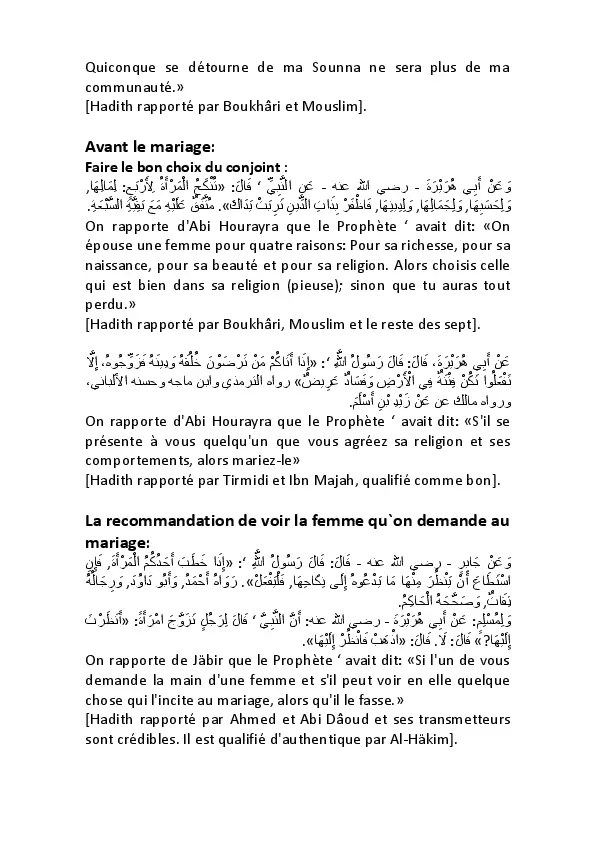 Quiconque se détourne de ma Sounna ne sera plus de ma
communauté.»
[Hadith rapporté par Boukhâri et Mouslim].
Avant le mariage:
Faire le bon choix du conjoint :
وَعَنْ أَبِي هُرَيْرَةَ - رضي الله عنه - عَنِ النَّبِيِّ ‘ قَالَ: «تُنْكَحُ الْمَرْأَةُ لِأَرْبَعٍ: لِمَالِهَا,
وَلِحَسَبِهَا, وَلِجَمَالِهَا, وَلِدِينِهَا, فَاظْفَرْ بِذَاتِ الدَّينِ تَرِبَتْ يَدَاكَ». مُتَّفَقٌ عَلَيْهِ مَعَ بَقِيَّةِ السَّبْعَةِ.
On rapporte d'Abi Hourayra que le Prophète ‘ avait dit: «On
épouse une femme pour quatre raisons: Pour sa richesse, pour sa
naissance, pour sa beauté et pour sa religion. Alors choisis celle
qui est bien dans sa religion (pieuse); sinon que tu auras tout
perdu.»
[Hadith rapporté par Boukhâri, Mouslim et le reste des sept].
عَنْ أَبِي هُرَيْرَةَ، قَالَ: قَالَ رَسُولُ اللَّهِ ‘: «إِذَا أَتَاكُمْ مَنْ تَرْضَوْنَ خُلُقَهُ وَدِينَهُ فَزَوِّجُوهُ، إِلَّا
تَفْعَلُوا تَكُنْ فِتْنَةٌ فِي الْأَرْضِ وَفَسَادٌ عَرِيضٌ» رواه الترمذي وابن ماجه وحسنه الألباني،
ورواه مالك عن عَنْ زَيْدِ بْنِ أَسْلَمَ.
On rapporte d'Abi Hourayra que le Prophète ‘ avait dit: «S'il se
présente à vous quelqu'un que vous agréez sa religion et ses
comportements, alors mariez-le»
[Hadith rapporté par Tirmidi et Ibn Majah, qualifié comme bon].
La recommandation de voir la femme qu`on demande au
mariage:
وَعَنْ جَابِرٍ - رضي الله عنه - قَالَ: قَالَ رَسُولُ اللَّهِ ‘: «إِذَا خَطَبَ أَحَدُكُمُ الْمَرْأَةَ, فَإِنِ
اسْتَطَاعَ أَنْ يَنْظُرَ مِنْهَا مَا يَدْعُوهُ إِلَى نِكَاحِهَا, فَلْيَفْعَلْ». رَوَاهُ أَحْمَدُ, وَأَبُو دَاوُدَ, وَرِجَالُهُ
ثِقَاتٌ, وَصَحَّحَهُ الْحَاكِمُ.
وَلِمُسْلِمٍ: عَنْ أَبِي هُرَيْرَةَ - رضي الله عنه: أَنَّ النَّبِيَّ ‘ قَالَ لِرَجُلٍ تَزَوَّجَ امْرَأَةً: «أَنَظَرْتَ
إِلَيْهَا?» قَالَ: لَا. قَالَ: «اذْهَبْ فَانْظُرْ إِلَيْهَا».
On rapporte de Jäbir que le Prophète ‘ avait dit: «Si l'un de vous
demande la main d'une femme et s'il peut voir en elle quelque
chose qui l'incite au mariage, alors qu'il le fasse.»
[Hadith rapporté par Ahmed et Abi Dâoud et ses transmetteurs
sont crédibles. Il est qualifié d'authentique par Al-Häkim].